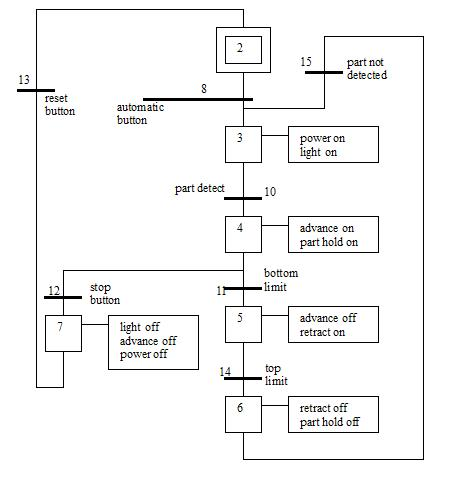 2
15
part not
detected
13
reset
button
8
automatic
button
3
power on
light on
part detect
10
4
advance on
part hold on
12
stop
button
11
bottom
limit
7
light off
advance off
power off
5
advance off
retract on
14
top
limit
6
retract off
part hold off